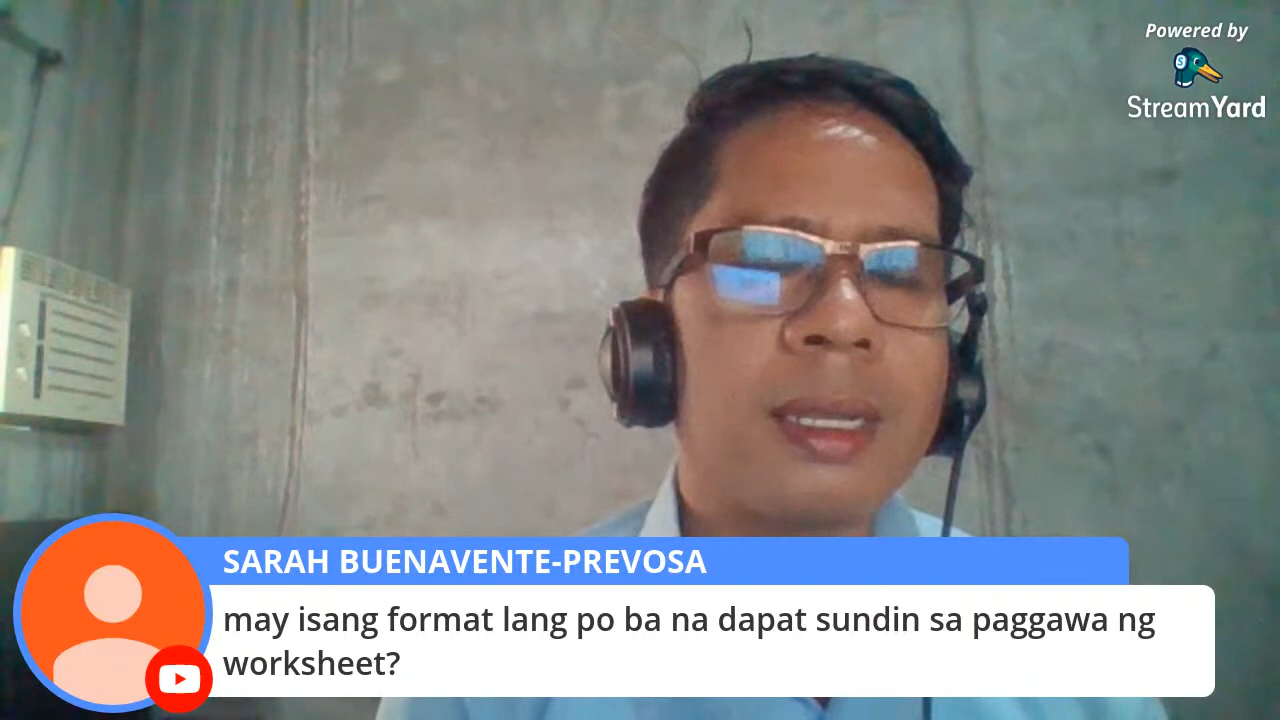 Powered by
StreamYard
SARAH BUENAVENTE-PREVOSA
may isang format lang po ba na dapat sundin sa paggawa ng
worksheet?